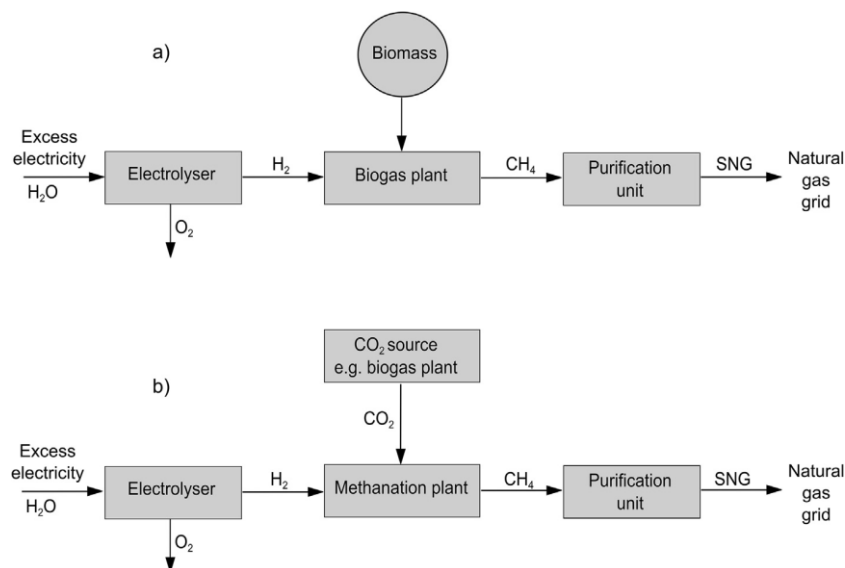 a)
Biomass
Excess
electricity
H₂O
Electrolyser
O₂
H₂
Biogas plant
CH₄
Purification
unit
SNG
Natural
gas
grid
b)
CO₂ source
e.g. biogas plant
CO₂
Excess
electricity
H₂O
Electrolyser
O₂
H₂
Methanation plant
CH₄
Purification
unit
SNG
Natural
gas
grid